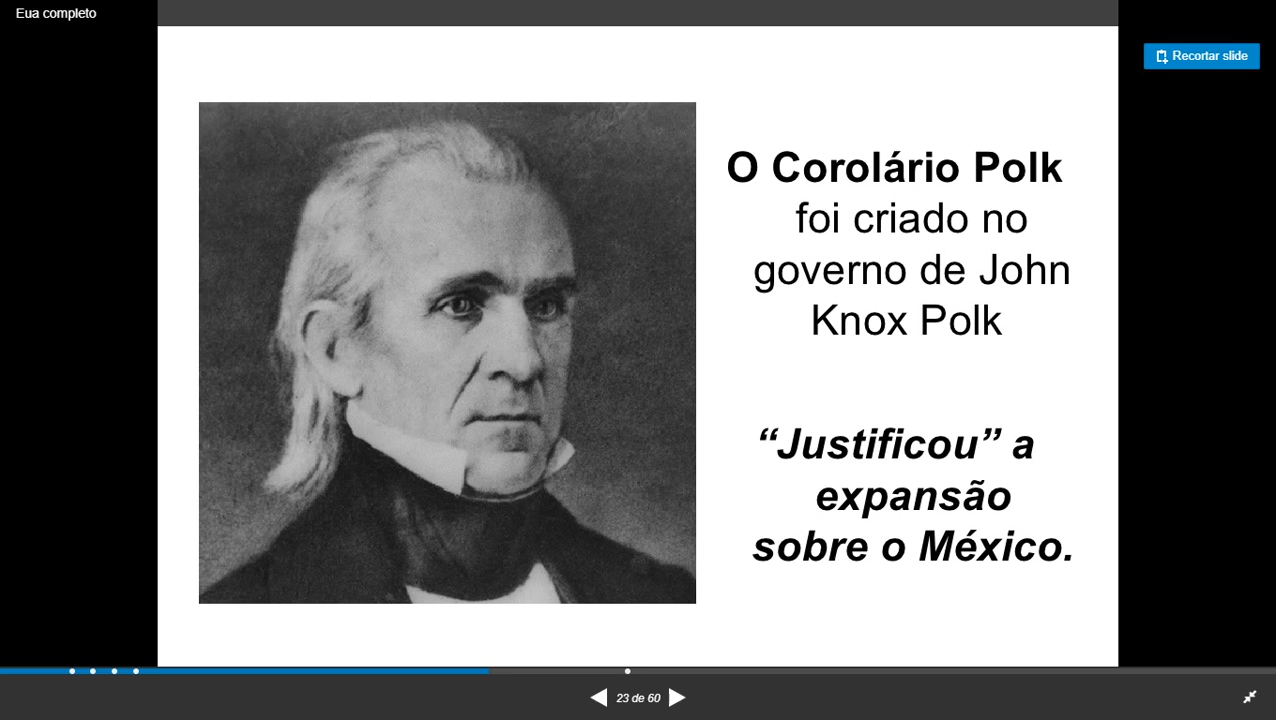 Eua completo
Recortar slide
O Corolário Polk
foi criado no
governo de John
Knox Polk
“Justificou” a
expansão
sobre o México.
23 de 60